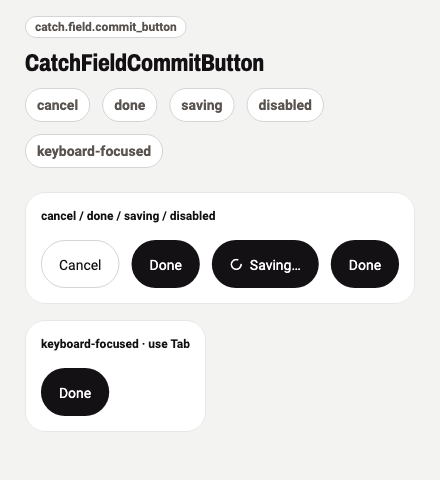 catch.field.commit_button
CatchFieldCommitButton
cancel done saving disabled
keyboard-focused
cancel / done / saving / disabled
Cancel Done Saving… Done
keyboard-focused · use Tab
Done